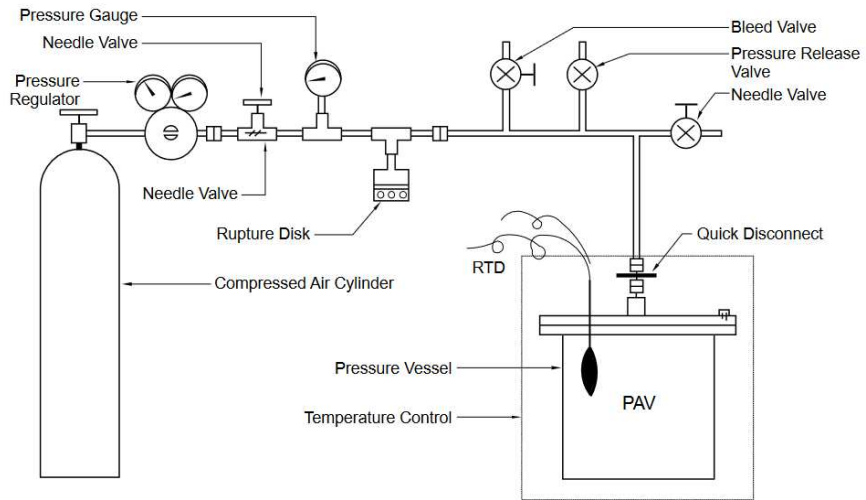 Pressure Gauge
Needle Valve
Pressure
Regulator
Bleed Valve
Pressure Release
Valve
Needle Valve
Needle Valve
Rupture Disk
Quick Disconnect
RTD
Compressed Air Cylinder
Pressure Vessel
PAV
Temperature Control